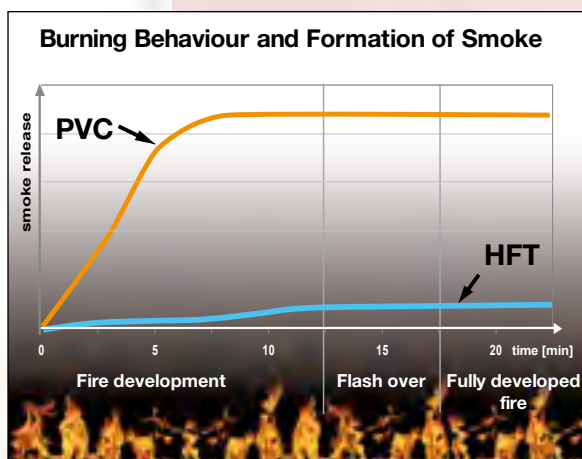 Burning Behaviour and Formation of Smoke
PVC
smoke release
HFT
0 5 10 15 20 time [min]
Fire development Flash over Fully developed
fire